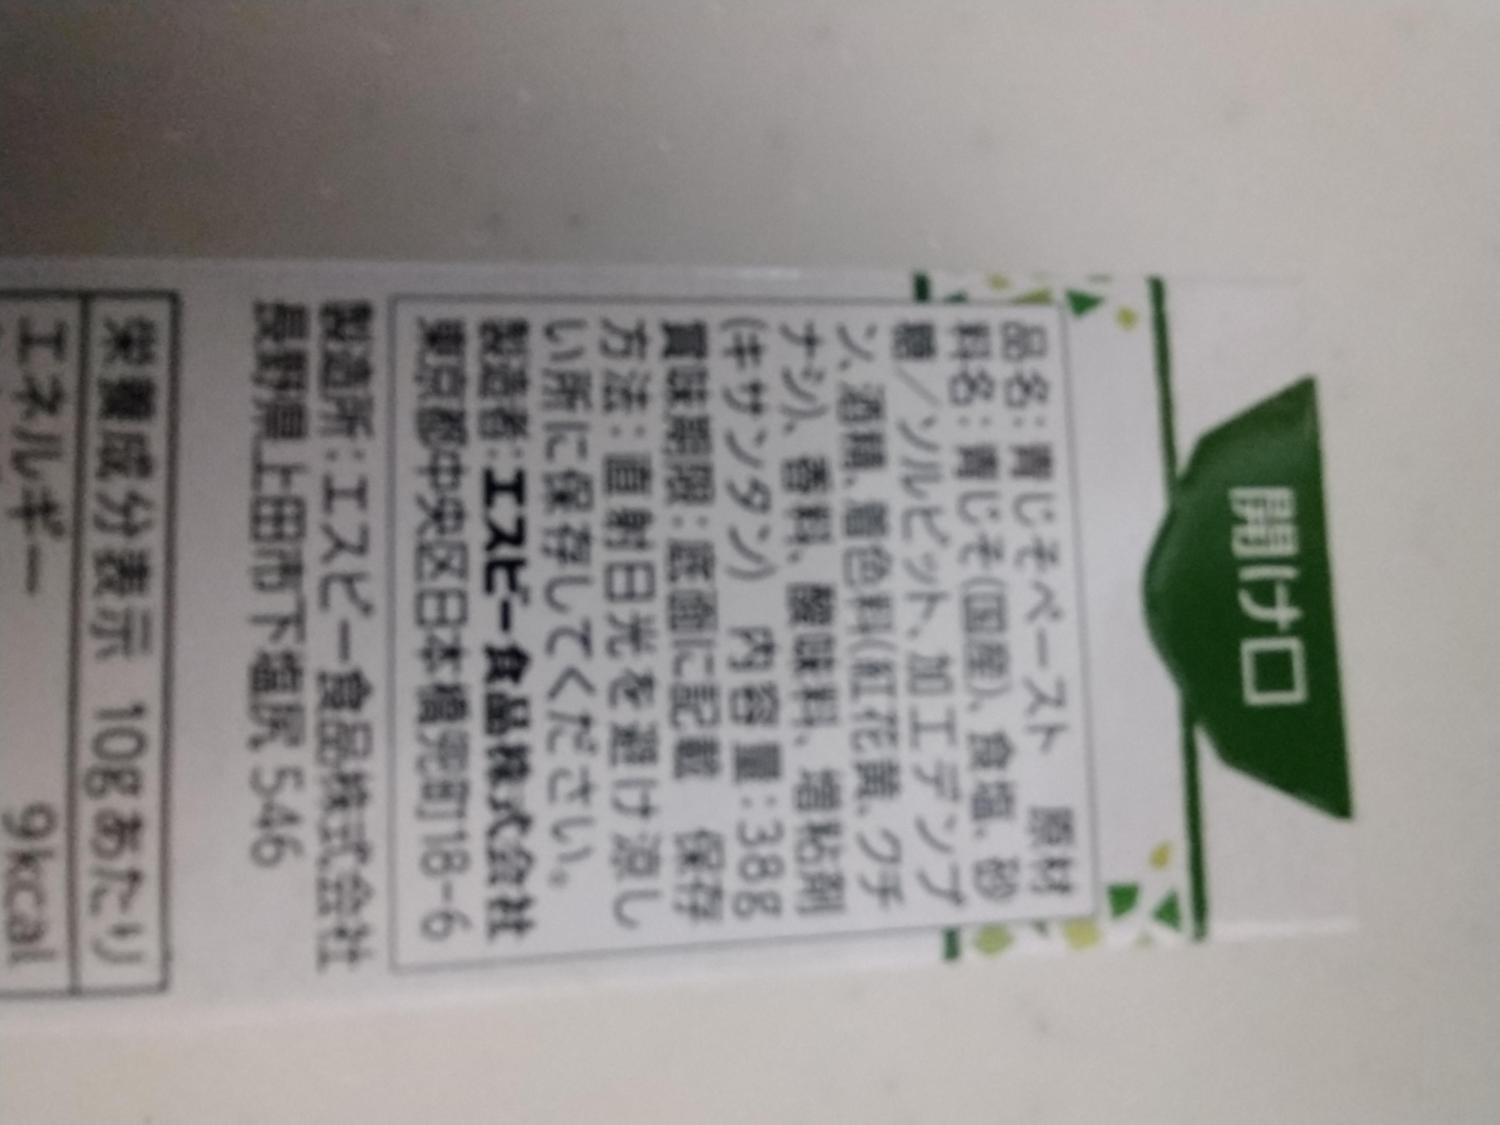 開け口
品名：青じそペースト 原材
料名：青じそ(国産)、食塩、砂
糖／ソルビット、加工デンプ
ン、酒精、着色料(紅花黄、クチ
ナシ)、香料、酸味料、増粘剤
(キサンタン) 内容量：38g
賞味期限：底面に記載 保存
方法：直射日光を避け涼し
い所に保存してください。
製造者：エスビー食品株式会社
東京都中央区日本橋兜町18-6
製造所：エスビー食品株式会社
長野県上田市下塩尻 546
栄養成分表示 10gあたり
エネルギー 9kcal